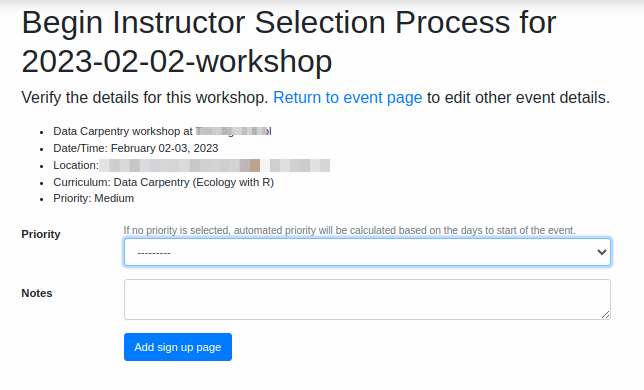 Begin Instructor Selection Process for
2023-02-02-workshop
Verify the details for this workshop. Return to event page to edit other event details.
Data Carpentry workshop at
Date/Time: February 02-03, 2023
Location:
Curriculum: Data Carpentry (Ecology with R)
Priority: Medium
If no priority is selected, automated priority will be calculated based on the days to start of the event.
Priority
---------
Notes
Add sign up page